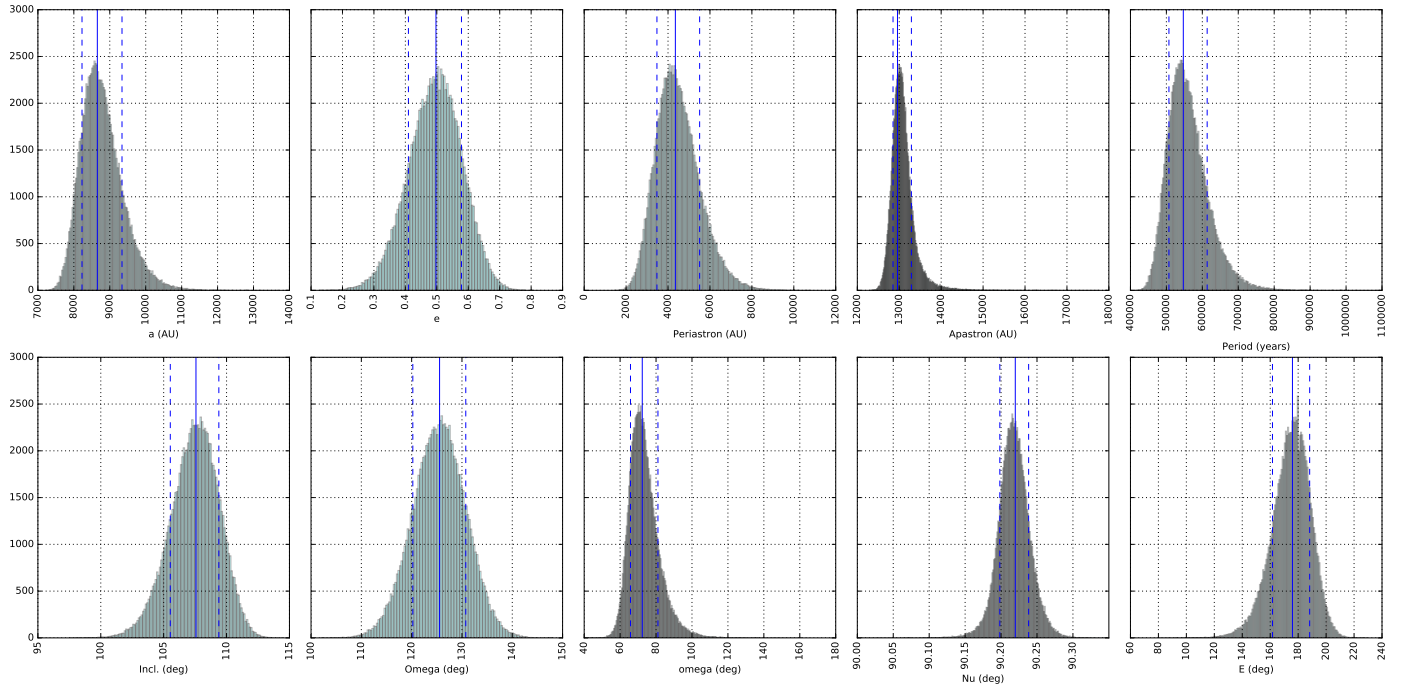 3000
2500
2000
1500
1000
500
0
7000 8000 9000 10000 11000 12000 13000 14000
a (AU)
0.1 0.2 0.3 0.4 0.5 0.6 0.7 0.8 0.9
e
0 2000 4000 6000 8000 10000 12000
Periastron (AU)
12000 13000 14000 15000 16000 17000 18000
Apastron (AU)
400000 500000 600000 700000 800000 900000 1000000 1100000
Period (years)
3000
2500
2000
1500
1000
500
0
95 100 105 110 115
Incl. (deg)
100 110 120 130 140 150
Omega (deg)
40 60 80 100 120 140 160 180
omega (deg)
90.00 90.05 90.10 90.15 90.20 90.25 90.30
Nu (deg)
60 80 100 120 140 160 180 200 220 240
E (deg)